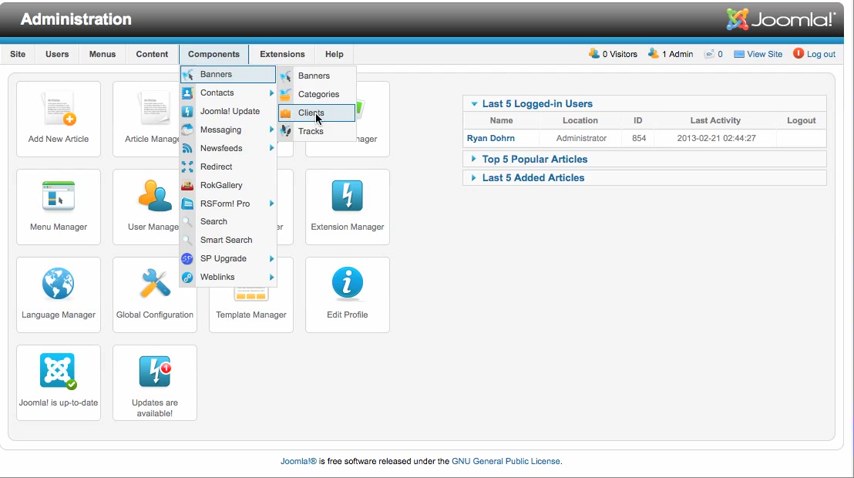 Administration
Joomla!®
Site Users Menus Content Components Extensions Help
0 Visitors 1 Admin 0 View Site Log out
Banners
Contacts
Joomla! Update
Messaging
Newsfeeds
Redirect
RokGallery
RSForm! Pro
Search
Smart Search
SP Upgrade
Weblinks
Banners
Categories
Clients
Tracks
Add New Article
Article Mana
nager
Menu Manager
User Manage
er
Extension Manager
Language Manager
Global Configuration
Template Manager
Edit Profile
Joomla! is up-to-date
1
Updates are
available!
Last 5 Logged-in Users
Name Location ID Last Activity Logout
Ryan Dohrn Administrator 854 2013-02-21 02:44:27
Top 5 Popular Articles
Last 5 Added Articles
Joomla!® is free software released under the GNU General Public License.